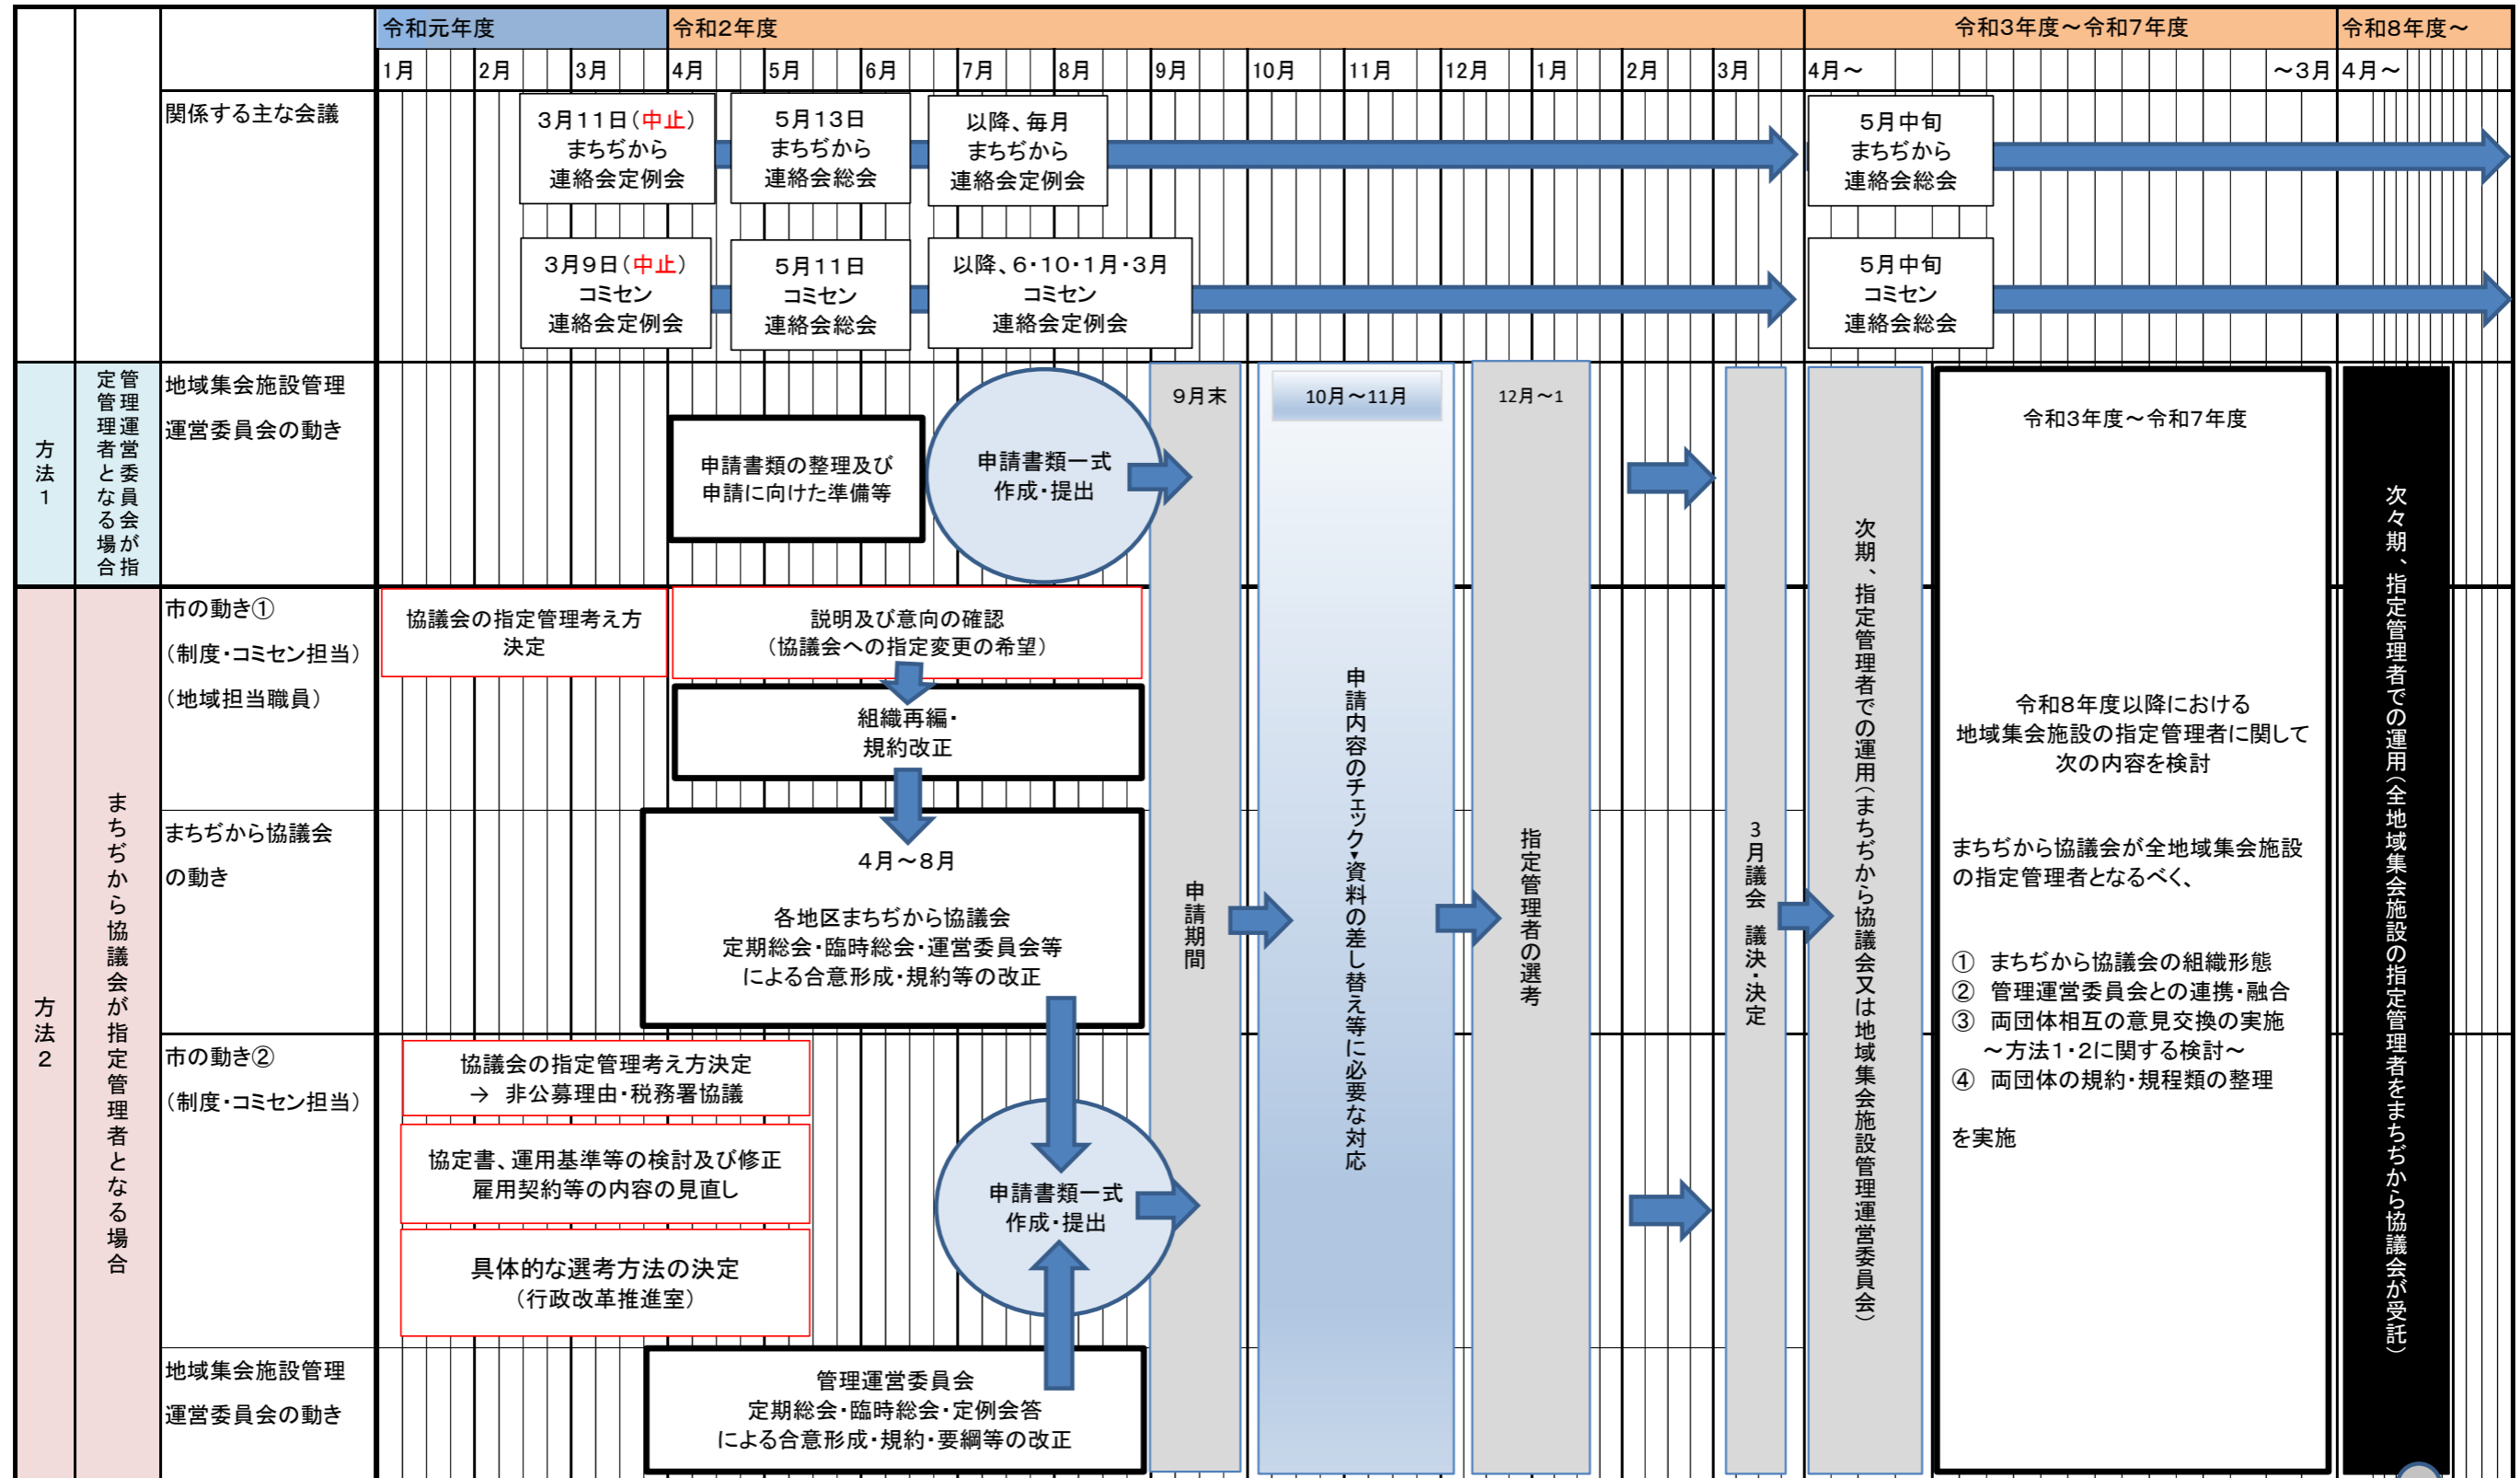 令和元年度
令和2年度
令和3年度～令和7年度
令和8年度～
1月
2月
3月
4月
5月
6月
7月
8月
9月
10月
11月
12月
1月
2月
3月
4月～
～3月
4月～
関係する主な会議
3月11日（中止）
まちぢから
連絡会定例会
5月13日
まちぢから
連絡会総会
以降、毎月
まちぢから
連絡会定例会
5月中旬
まちぢから
連絡会総会
3月9日（中止）
コミセン
連絡会定例会
5月11日
コミセン
連絡会総会
以降、6・10・1月・3月
コミセン
連絡会定例会
5月中旬
コミセン
連絡会総会
方法1
管理運営委員会が指
定管理者となる場合
地域集会施設管理
運営委員会の動き
申請書類の整理及び
申請に向けた準備等
申請書類一式
作成・提出
9月末
申請期間
10月～11月
申請内容のチェック・資料の差し替え等に必要な対応
12月～1
指定管理者の選考
3月議会　議決・決定
次期、指定管理者での運用（まちぢから協議会又は地域集会施設管理運営委員会）
令和3年度～令和7年度
令和8年度以降における
地域集会施設の指定管理者に関して
次の内容を検討
まちぢから協議会が全地域集会施設
の指定管理者となるべく、
①　まちぢから協議会の組織形態
②　管理運営委員会との連携・融合
③　両団体相互の意見交換の実施
～方法1・2に関する検討～
④　両団体の規約・規程類の整理
を実施
次々期、指定管理者での運用（全地域集会施設の指定管理者をまちぢから協議会が受託）
方法2
まちぢから協議会が指定管理者となる場合
市の動き①
（制度・コミセン担当）
（地域担当職員）
協議会の指定管理考え方
決定
説明及び意向の確認
（協議会への指定変更の希望）
組織再編・
規約改正
まちぢから協議会
の動き
4月～8月
各地区まちぢから協議会
定期総会・臨時総会・運営委員会等
による合意形成・規約等の改正
市の動き②
（制度・コミセン担当）
協議会の指定管理考え方決定
→　非公募理由・税務署協議
協定書、運用基準等の検討及び修正
雇用契約等の内容の見直し
具体的な選考方法の決定
（行政改革推進室）
申請書類一式
作成・提出
地域集会施設管理
運営委員会の動き
管理運営委員会
定期総会・臨時総会・定例会答
による合意形成・規約・要綱等の改正